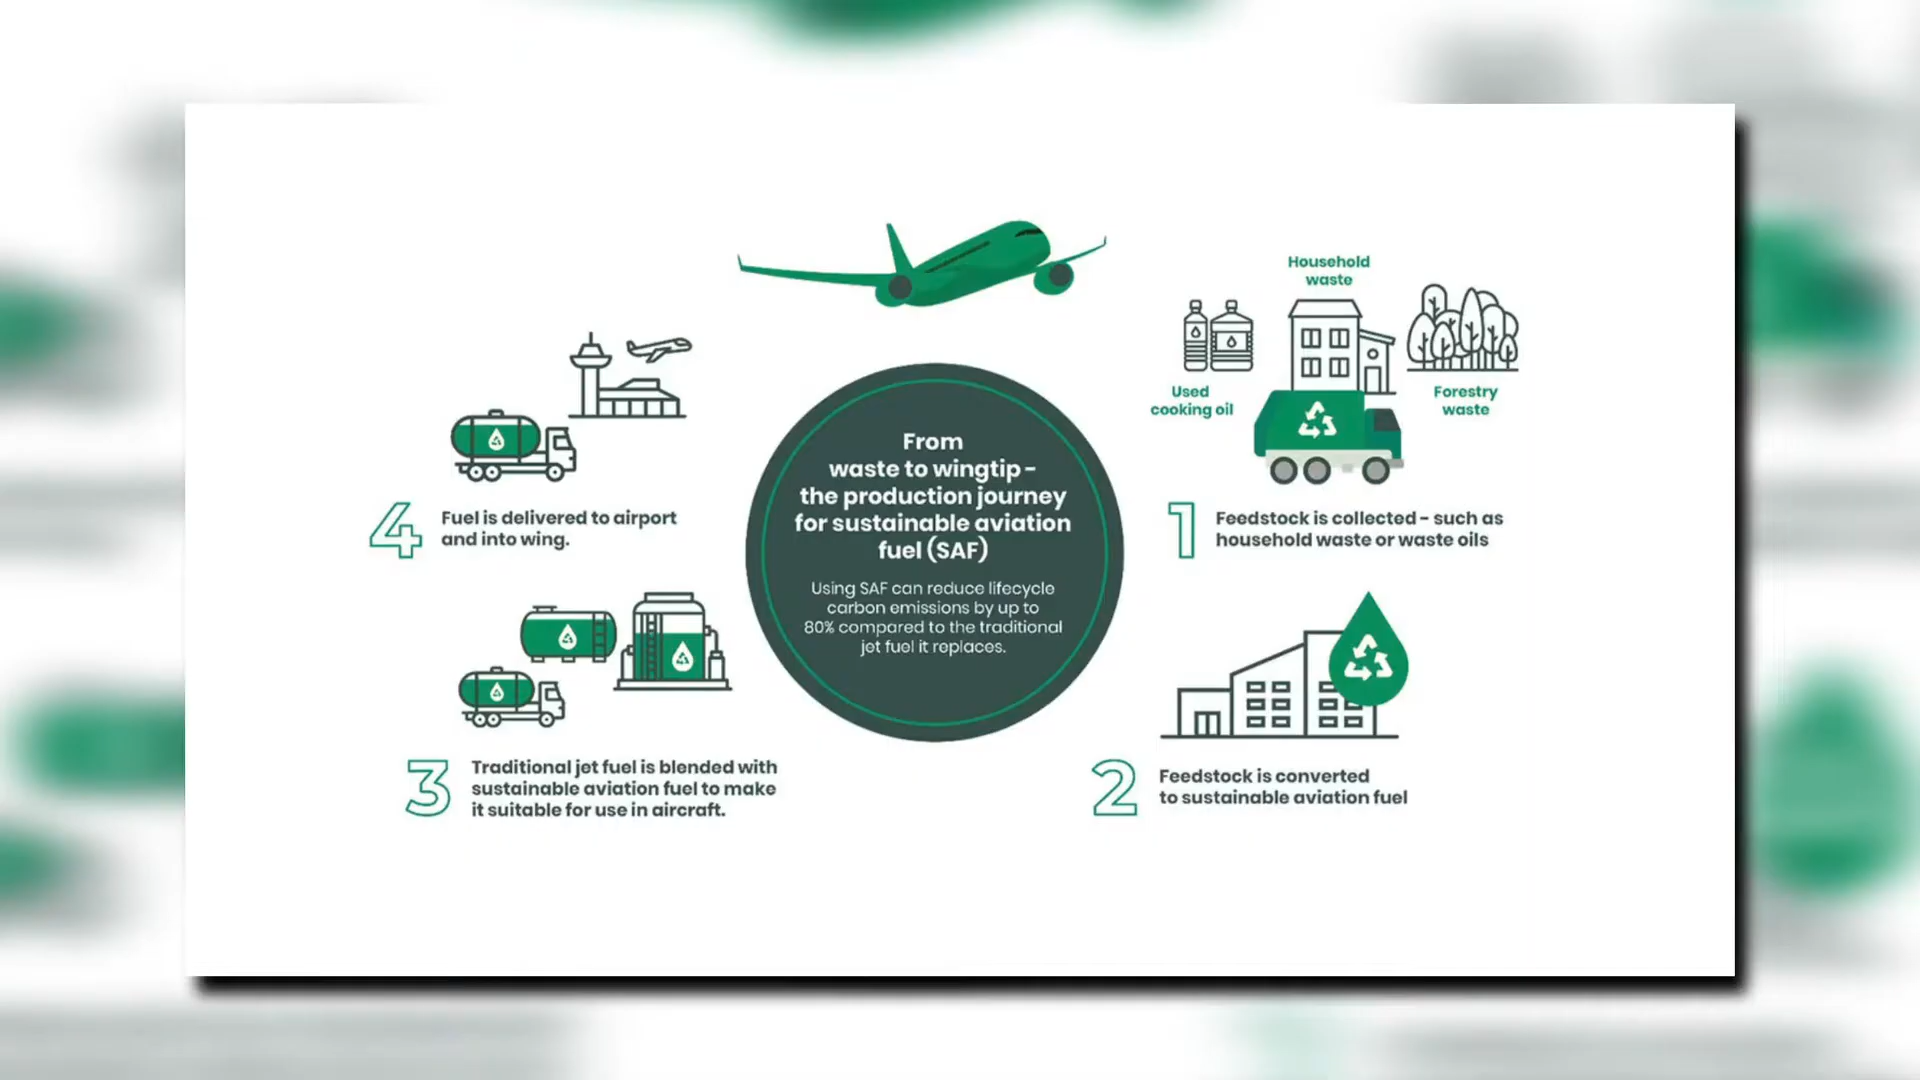 From
waste to wingtip -
the production journey
for sustainable aviation
fuel (SAF)
Using SAF can reduce lifecycle
carbon emissions by up to
80% compared to the traditional
jet fuel it replaces.
Household
waste
Used
cooking oil
Forestry
waste
1
Feedstock is collected - such as
household waste or waste oils
2
Feedstock is converted
to sustainable aviation fuel
3
Traditional jet fuel is blended with
sustainable aviation fuel to make
it suitable for use in aircraft.
4
Fuel is delivered to airport
and into wing.